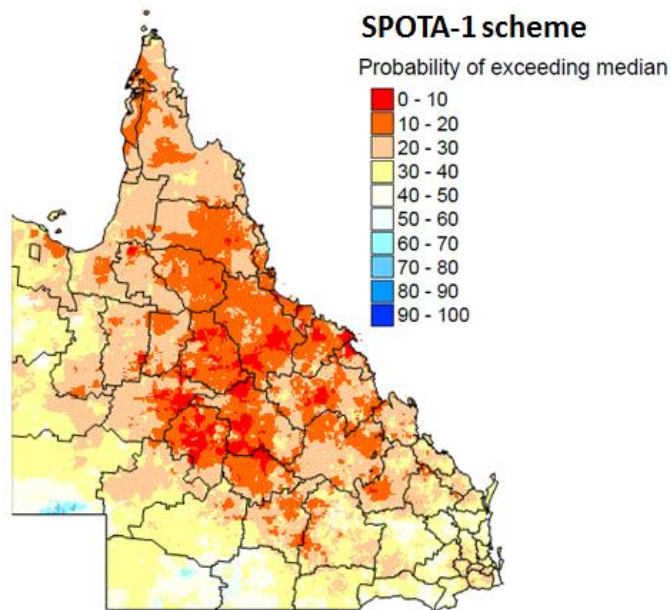 SPOTA-1 scheme
Probability of exceeding median
0 - 10
10 - 20
20 - 30
30 - 40
40 - 50
50 - 60
60 - 70
70 - 80
80 - 90
90 - 100